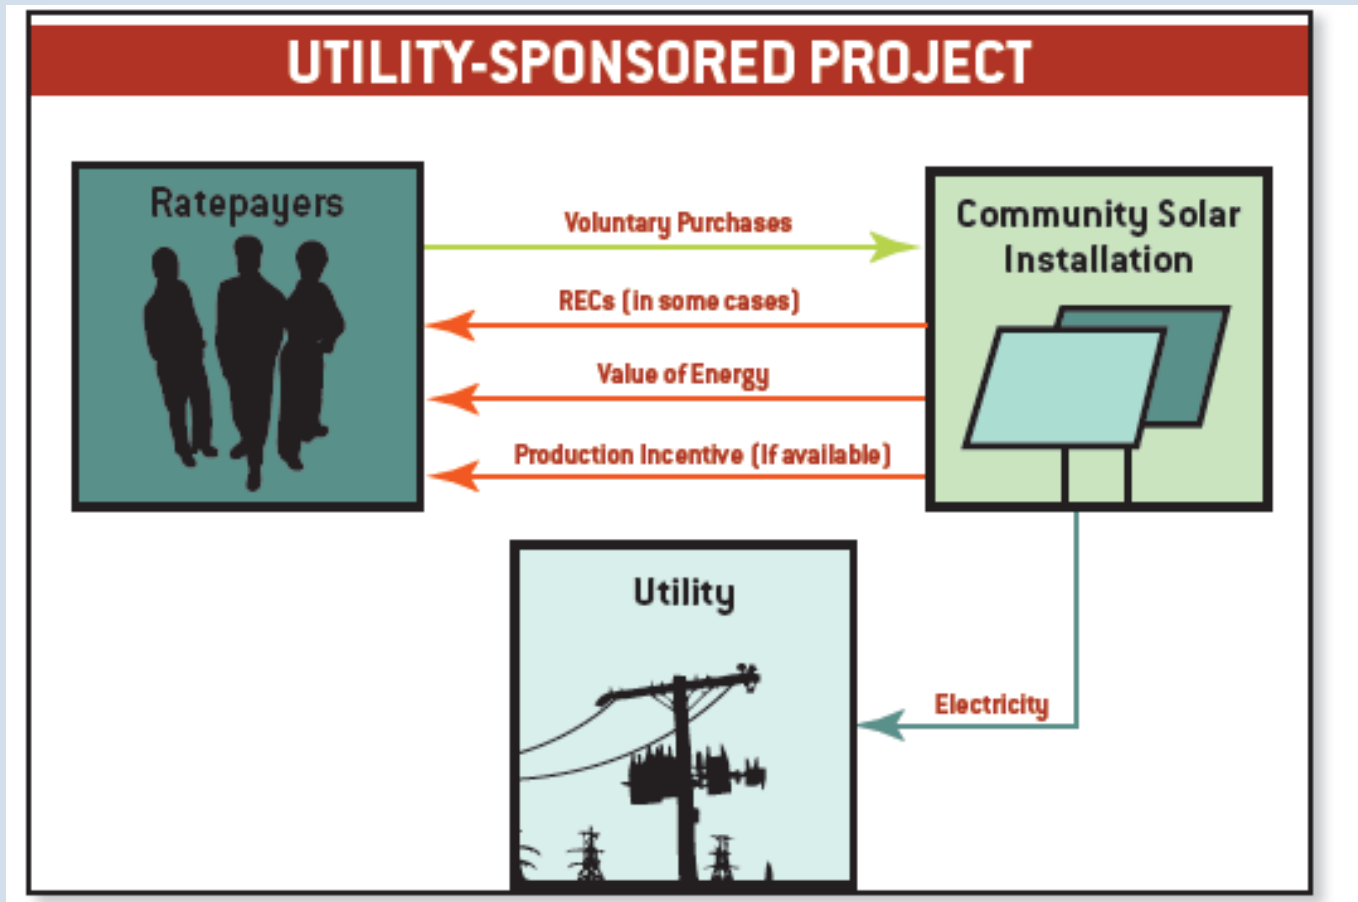 UTILITY-SPONSORED PROJECT
Ratepayers
Voluntary Purchases
RECs (in some cases)
Value of Energy
Production Incentive (If available)
Community Solar
Installation
Utility
Electricity